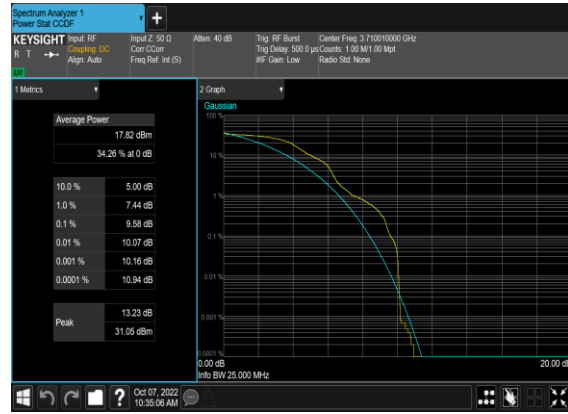 Spectrum Analyzer 1
Power Stat CCDF
KEYSIGHT
R T
LW
Input: RF
Coupling: DC
Align: Auto
Input Z: 50 Ω
Corr CCorr
Freq Ref: Int (S)
Atten: 40 dB
Trig: RF Burst
Trig Delay: 500.0 µs
#IF Gain: Low
Center Freq: 3.710010000 GHz
Counts: 1.00 M/1.00 Mpt
Radio Std: None
1 Metrics
Average Power
17.82 dBm
34.26 % at 0 dB
10.0 % 5.00 dB
1.0 % 7.44 dB
0.1 % 9.58 dB
0.01 % 10.07 dB
0.001 % 10.16 dB
0.0001 % 10.94 dB
Peak
13.23 dB
31.05 dBm
2 Graph
Gaussian
100 %
10 %
1 %
0.1 %
0.01 %
0.001 %
0.0001 %
0.00 dB 20.00 dB
Info BW 25.000 MHz
?
Oct 07, 2022
10:35:06 AM